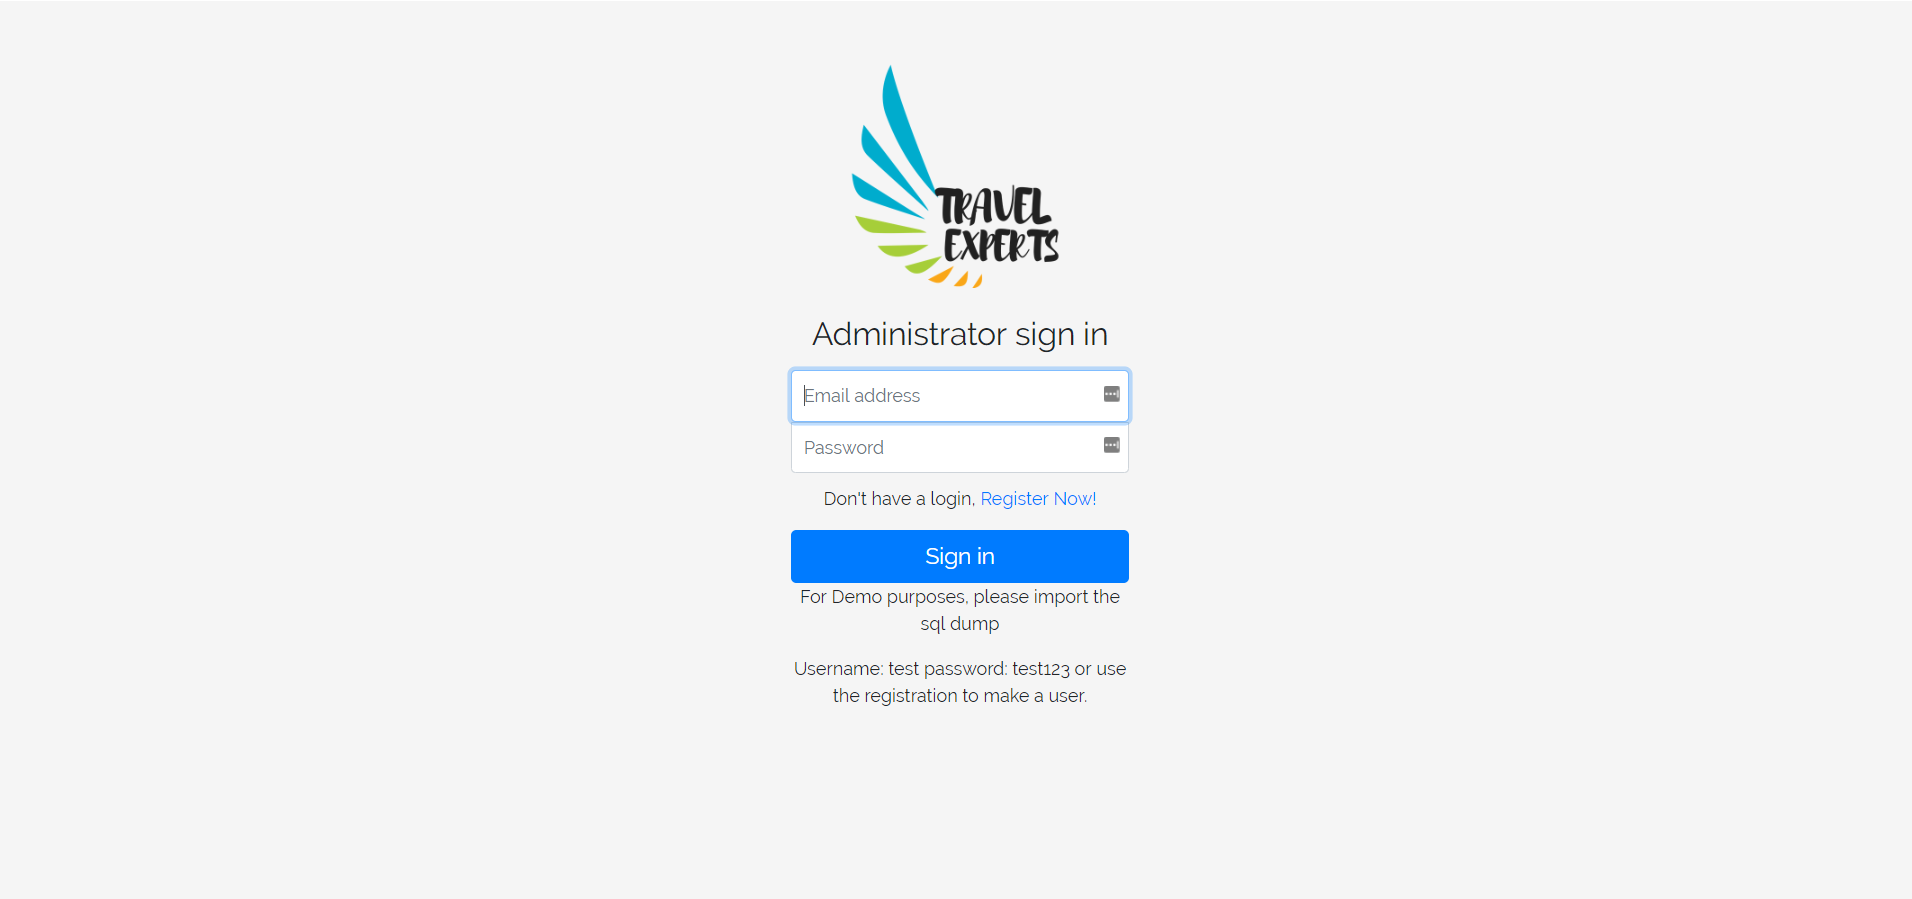 TRAVEL
EXPERTS
Administrator sign in
Email address
Password
Don't have a login, Register Now!
Sign in
For Demo purposes, please import the
sql dump
Username: test password: test123 or use
the registration to make a user.